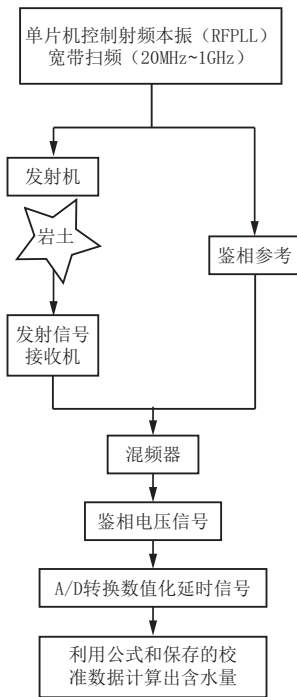 单片机控制射频本振（RFPLL）
宽带扫频（20MHz~1GHz）
发射机
岩土
鉴相参考
发射信号
接收机
混频器
鉴相电压信号
A/D转换数值化延时信号
利用公式和保存的校
准数据计算出含水量